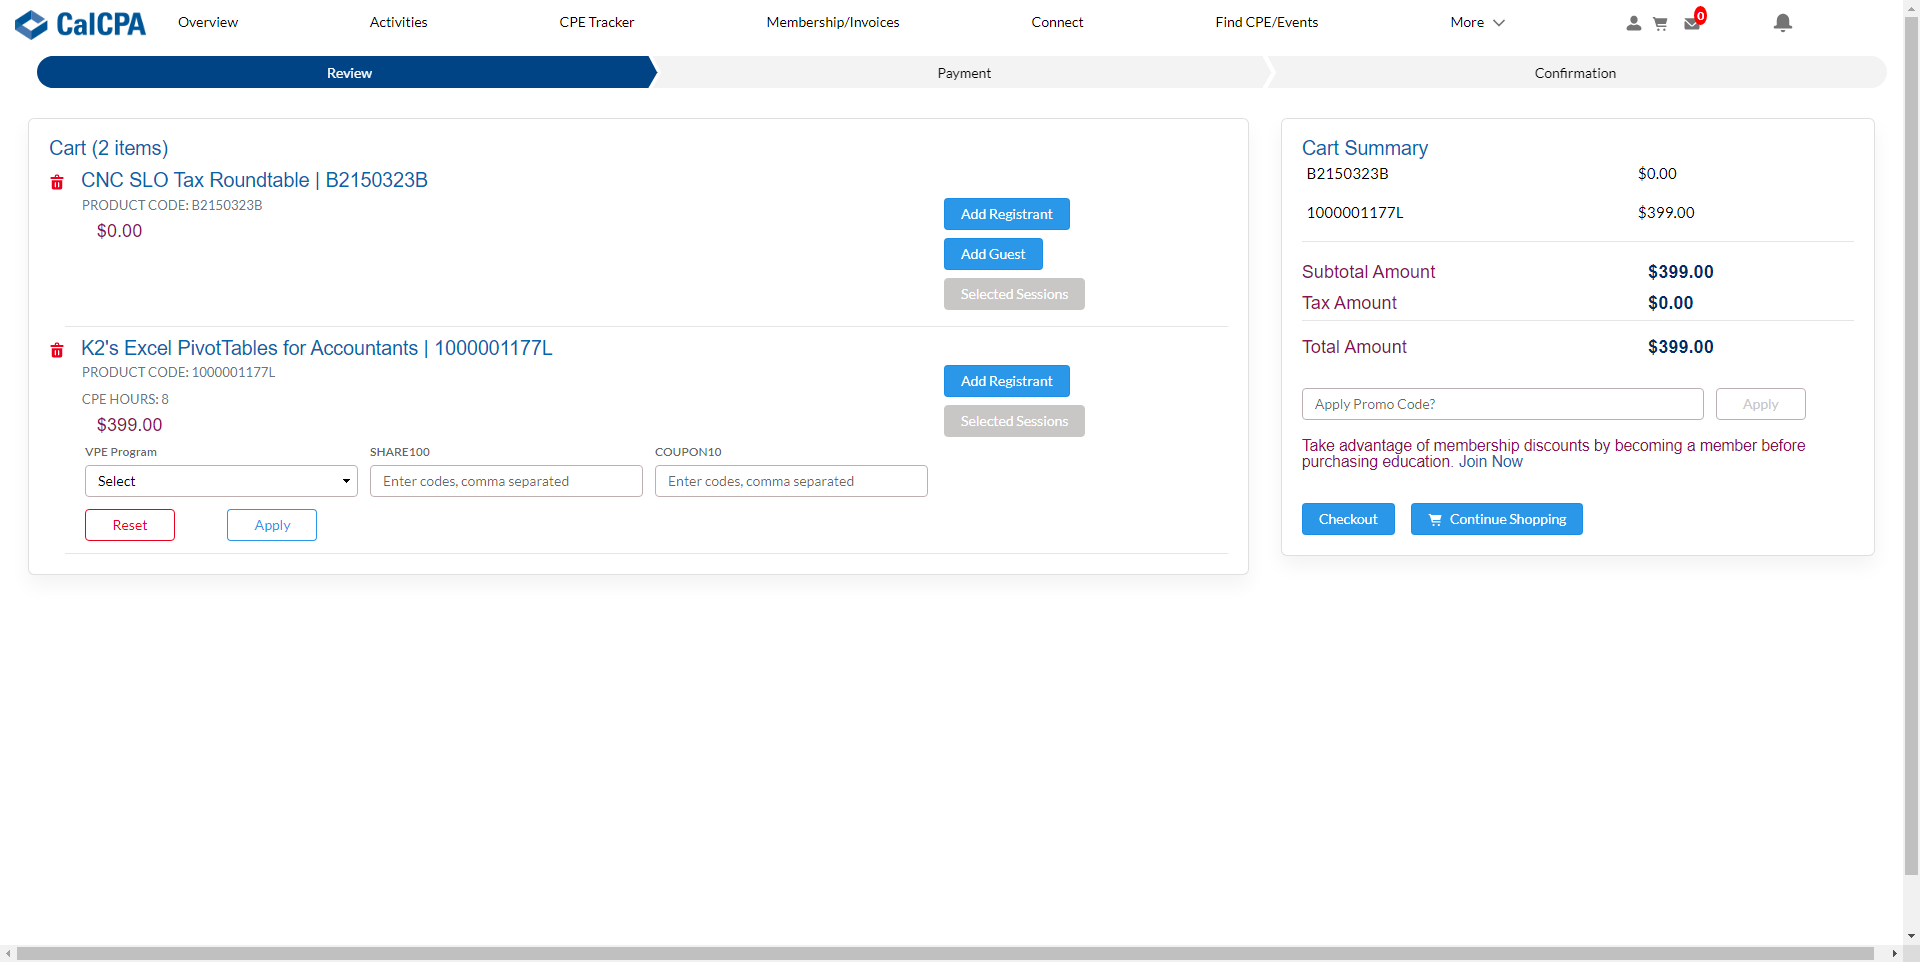 CalCPA
Overview
Activities
CPE Tracker
Membership/Invoices
Connect
Find CPE/Events
More
0
Review
Payment
Confirmation
Cart (2 items)
CNC SLO Tax Roundtable | B2150323B
PRODUCT CODE: B2150323B
$0.00
Add Registrant
Add Guest
Selected Sessions
K2's Excel PivotTables for Accountants | 1000001177L
PRODUCT CODE: 1000001177L
CPE HOURS: 8
$399.00
Add Registrant
Selected Sessions
VPE Program
SHARE100
COUPON10
Select
Enter codes, comma separated
Enter codes, comma separated
Reset
Apply
Cart Summary
B2150323B $0.00
1000001177L $399.00
Subtotal Amount $399.00
Tax Amount $0.00
Total Amount $399.00
Apply Promo Code?
Apply
Take advantage of membership discounts by becoming a member before
purchasing education. Join Now
Checkout
Continue Shopping